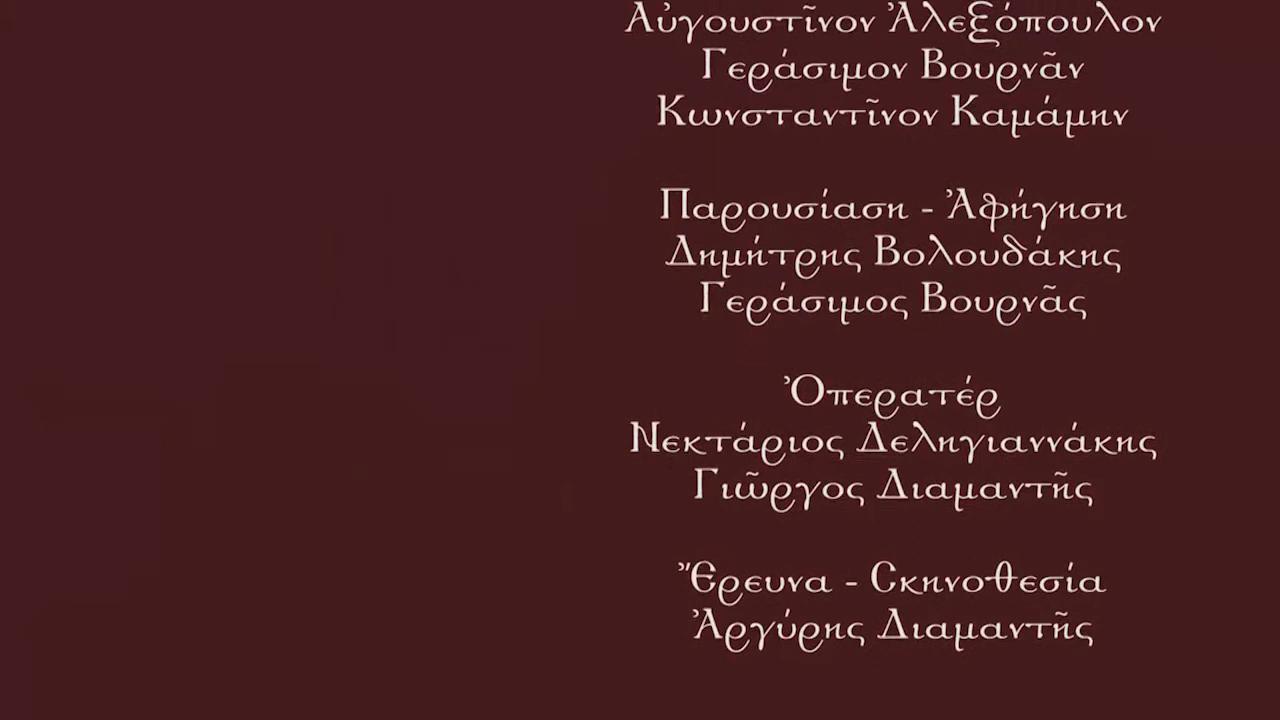 Αὐγουστῖνον Ἀλεξόπουλον
Γεράσιμον Βουρνᾶν
Κωνσταντῖνον Καμάμην
Παρουσίαση - Ἀφήγηση
Δημήτρης Βολουδάκης
Γεράσιμος Βουρνᾶς
Ὀπερατέρ
Νεκτάριος Δεληγιαννάκης
Γιῶργος Διαμαντῆς
Ἔρευνα - Σκηνοθεσία
Ἀργύρης Διαμαντῆς